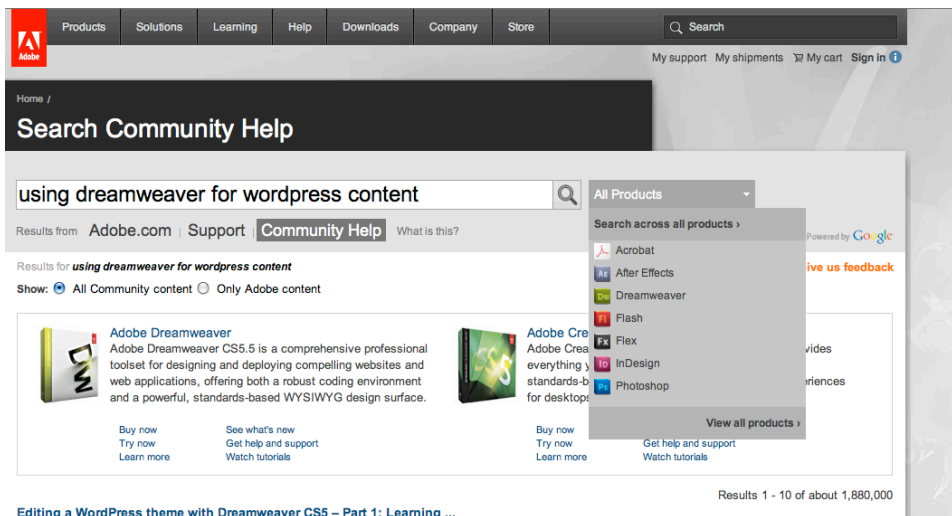 Products Solutions Learning Help Downloads Company Store Search
Adobe
My support My shipments My cart Sign in
Home /
Search Community Help
using dreamweaver for wordpress content
All Products
Results from Adobe.com | Support | Community Help What is this?
Search across all products ›
Powered by Google
Acrobat
After Effects
Dreamweaver
Flash
Flex
InDesign
Photoshop
View all products ›
Results for using dreamweaver for wordpress content
us feedback
Show: All Community content Only Adobe content
Adobe Dreamweaver
Adobe Dreamweaver CS5.5 is a comprehensive professional
toolset for designing and deploying compelling websites and
web applications, offering both a robust coding environment
and a powerful, standards-based WYSIWYG design surface.
Buy now See what's new
Try now Get help and support
Learn more Watch tutorials
Adobe
Adobe
everything
for
Buy now
Try now Get help and support
Learn more Watch tutorials
Results 1 - 10 of about 1,880,000
Editing a WordPress theme with Dreamweaver CS5 – Part 1: Learning ...